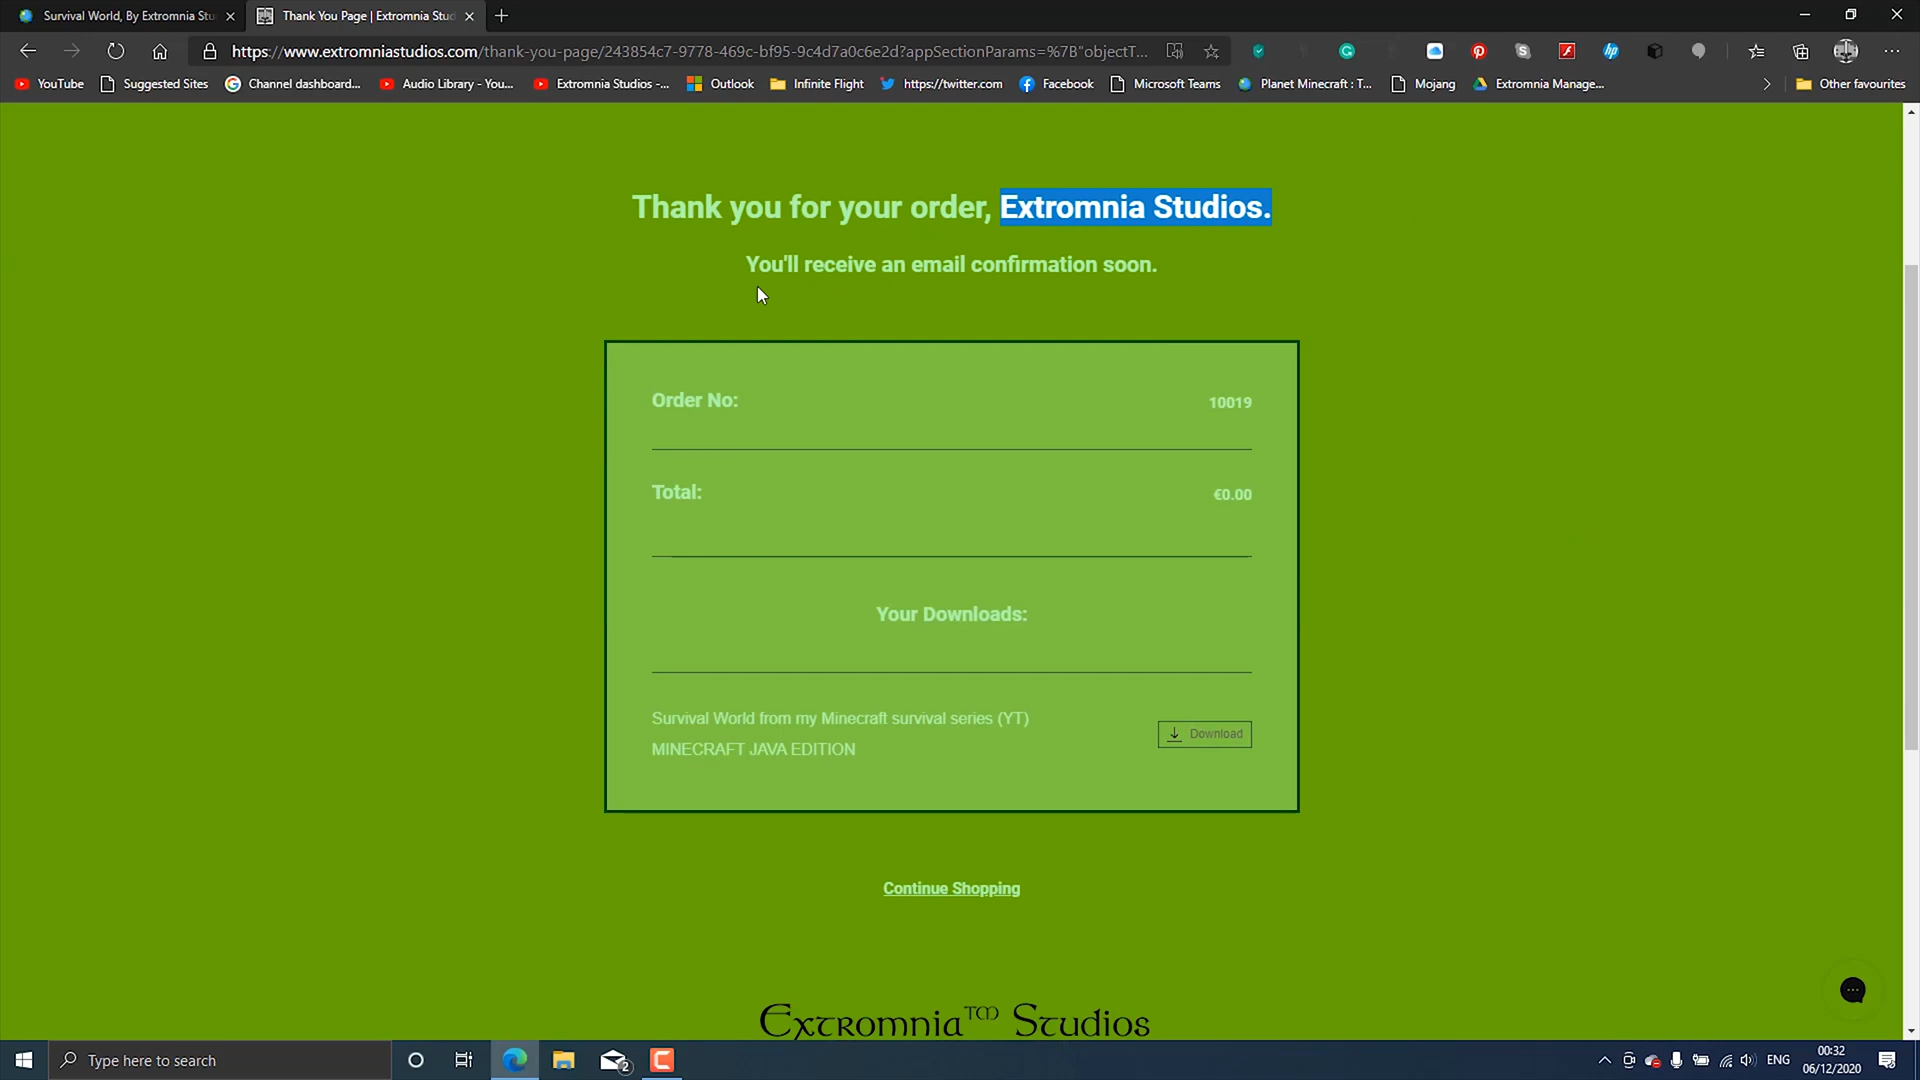 Survival World, By Extromnia Stu
Thank You Page | Extromnia Stud
https://www.extromniastudios.com/thank-you-page/243854c7-9778-469c-bf95-9c4d7a0c6e2d?appSectionParams=%7B"objectT...
YouTube
Suggested Sites
Channel dashboard...
Audio Library - You...
Extromnia Studios -...
Outlook
Infinite Flight
https://twitter.com
Facebook
Microsoft Teams
Planet Minecraft : T...
Mojang
Extromnia Manage...
Other favourites
Thank you for your order, Extromnia Studios.
You'll receive an email confirmation soon.
Order No: 10019
Total: €0.00
Your Downloads:
Survival World from my Minecraft survival series (YT)
MINECRAFT JAVA EDITION
Download
Continue Shopping
Extromnia™ Studios
Type here to search
2
ENG
00:32
06/12/2020